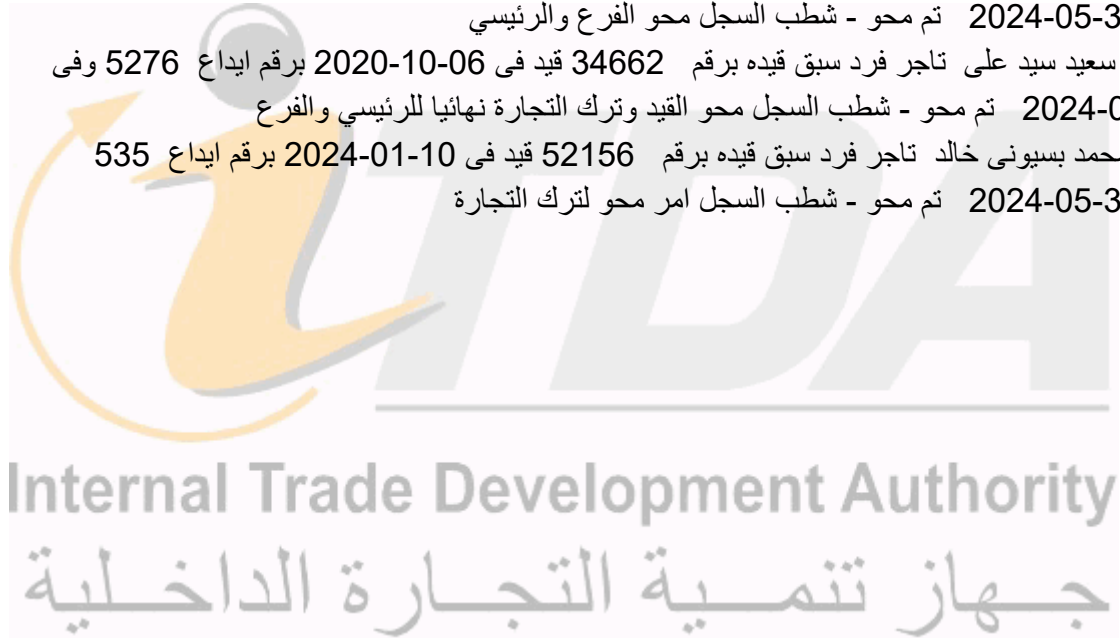 2024-05-3 تم محو - شطب السجل محو الفرع والرئيسي
سعيد سيد على تاجر فرد سبق قيده برقم 34662 قيد فى 06-10-2020 برقم ايداع 5276 وفى
2024-0 تم محو - شطب السجل محو القيد وترك التجارة نهائيا للرئيسي والفرع
حمد بسيونى خالد تاجر فرد سبق قيده برقم 52156 قيد فى 10-01-2024 برقم ايداع 535
2024-05-3 تم محو - شطب السجل امر محو لترك التجارة
iTDA
Internal Trade Development Authority
جهاز تنمية التجارة الداخلية